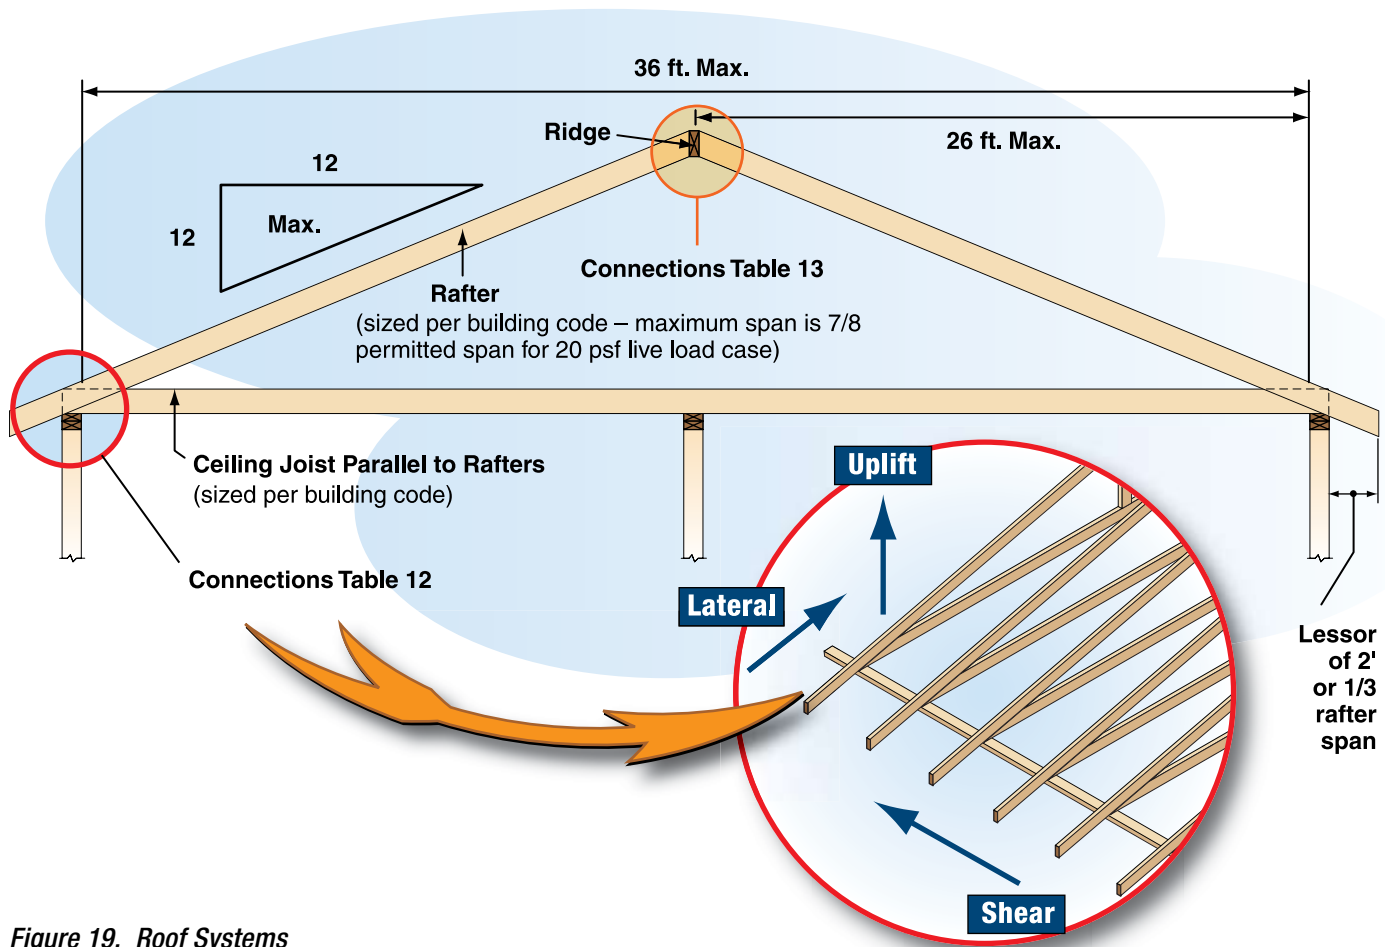 36 ft. Max.
26 ft. Max.
Ridge
12
12
Max.
Connections Table 13
Rafter
(sized per building code – maximum span is 7/8
permitted span for 20 psf live load case)
Ceiling Joist Parallel to Rafters
(sized per building code)
Connections Table 12
Uplift
Lateral
Shear
Lessor
of 2'
or 1/3
rafter
span
Figure 19. Roof Systems